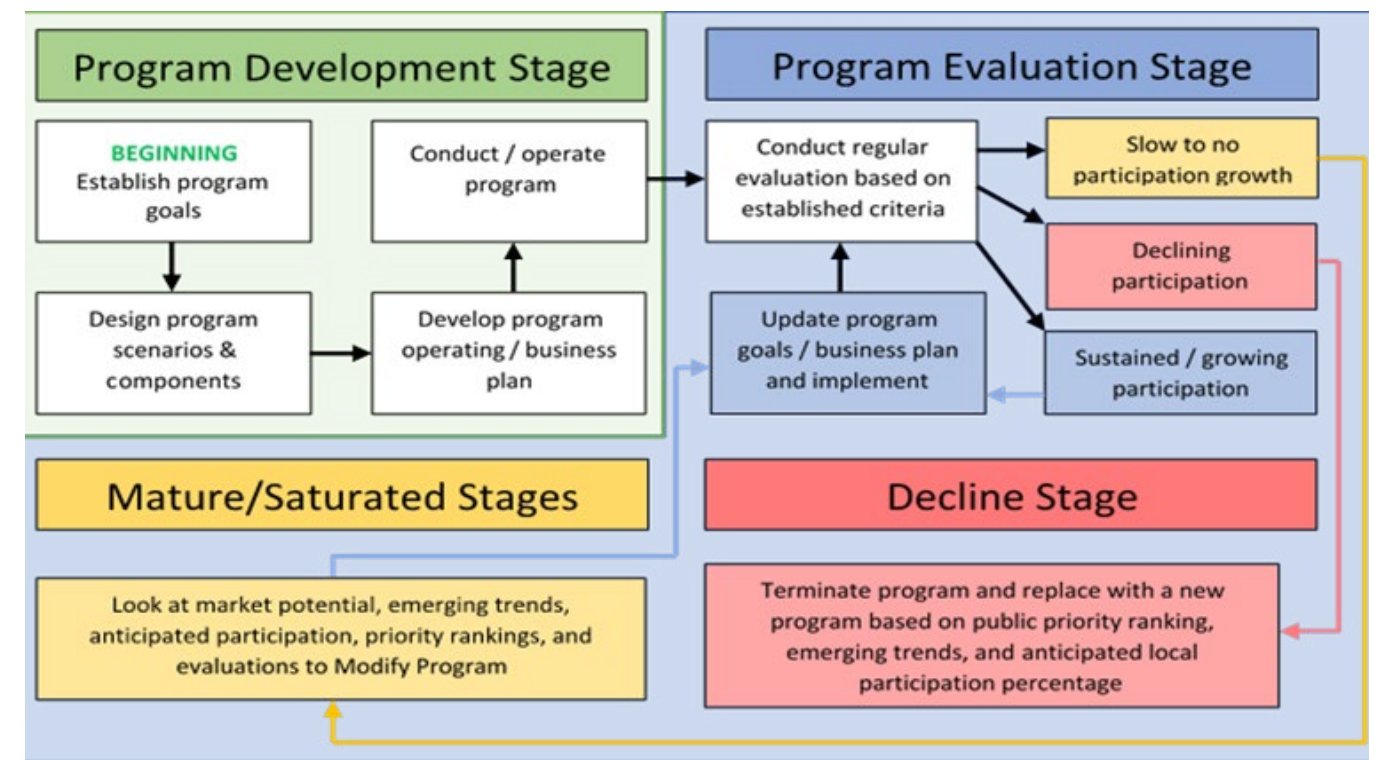 Program Development Stage
BEGINNING
Establish program
goals
Design program
scenarios &
components
Develop program
operating / business
plan
Conduct / operate
program
Program Evaluation Stage
Conduct regular
evaluation based on
established criteria
Slow to no
participation growth
Declining
participation
Sustained / growing
participation
Update program
goals / business plan
and implement
Mature/Saturated Stages
Look at market potential, emerging trends,
anticipated participation, priority rankings, and
evaluations to Modify Program
Decline Stage
Terminate program and replace with a new
program based on public priority ranking,
emerging trends, and anticipated local
participation percentage